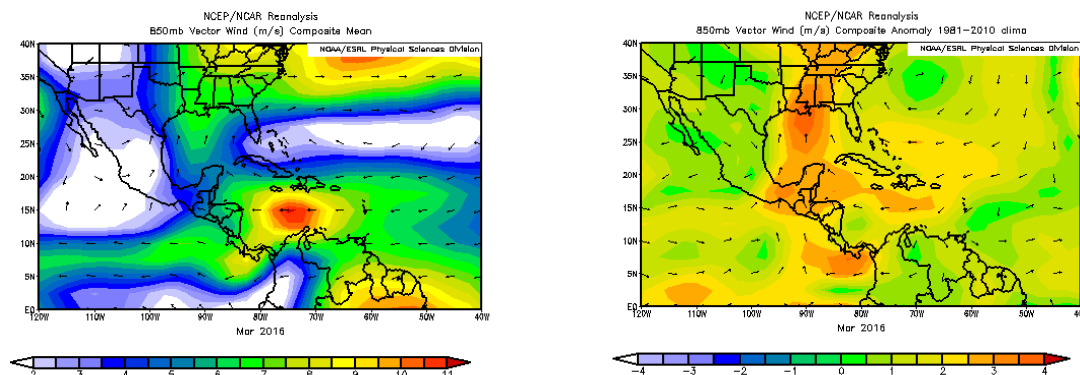 NCEP/NCAR Reanalysis
850mb Vector Wind (m/s) Composite Mean
NOAA/ESRL Physical Sciences Division
40N
35N
30N
25N
20N
15N
10N
5N
EQ
120W 110W 100W 90W 80W 70W 60W 50W 40W
Mar 2016
2 3 4 5 6 7 8 9 10 11
NCEP/NCAR Reanalysis
850mb Vector Wind (m/s) Composite Anomaly 1981-2010 clima
NOAA/ESRL Physical Sciences Division
40N
35N
30N
25N
20N
15N
10N
5N
EQ
120W 110W 100W 90W 80W 70W 60W 50W 40W
Mar 2016
-4 -3 -2 -1 0 1 2 3 4